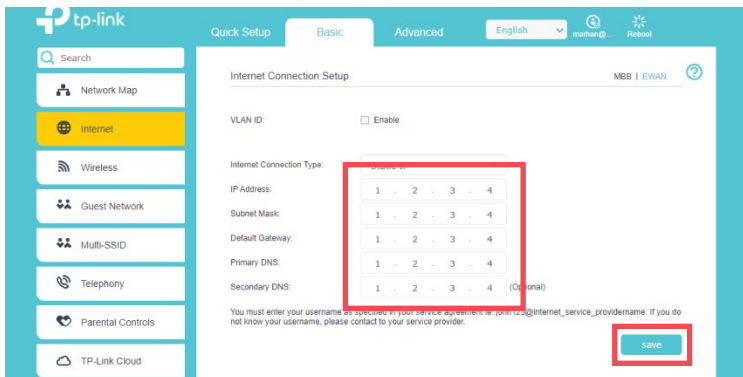 tp-link
Quick Setup Basic Advanced English mathan@... Reboot
Search
Internet Connection Setup MBB | EWAN ?
Network Map
VLAN ID: Enable
Internet
Wireless Internet Connection Type: Static IP
IP Address: 1 . 2 . 3 . 4
Guest Network
Subnet Mask: 1 . 2 . 3 . 4
Multi-SSID Default Gateway: 1 . 2 . 3 . 4
Primary DNS: 1 . 2 . 3 . 4
Telephony Secondary DNS: 1 . 2 . 3 . 4 (Optional)
You must enter your username as specified in your service agreement ie. john123@internet_service_providername. If you do
not know your username, please contact to your service provider.
Parental Controls
save
TP-Link Cloud